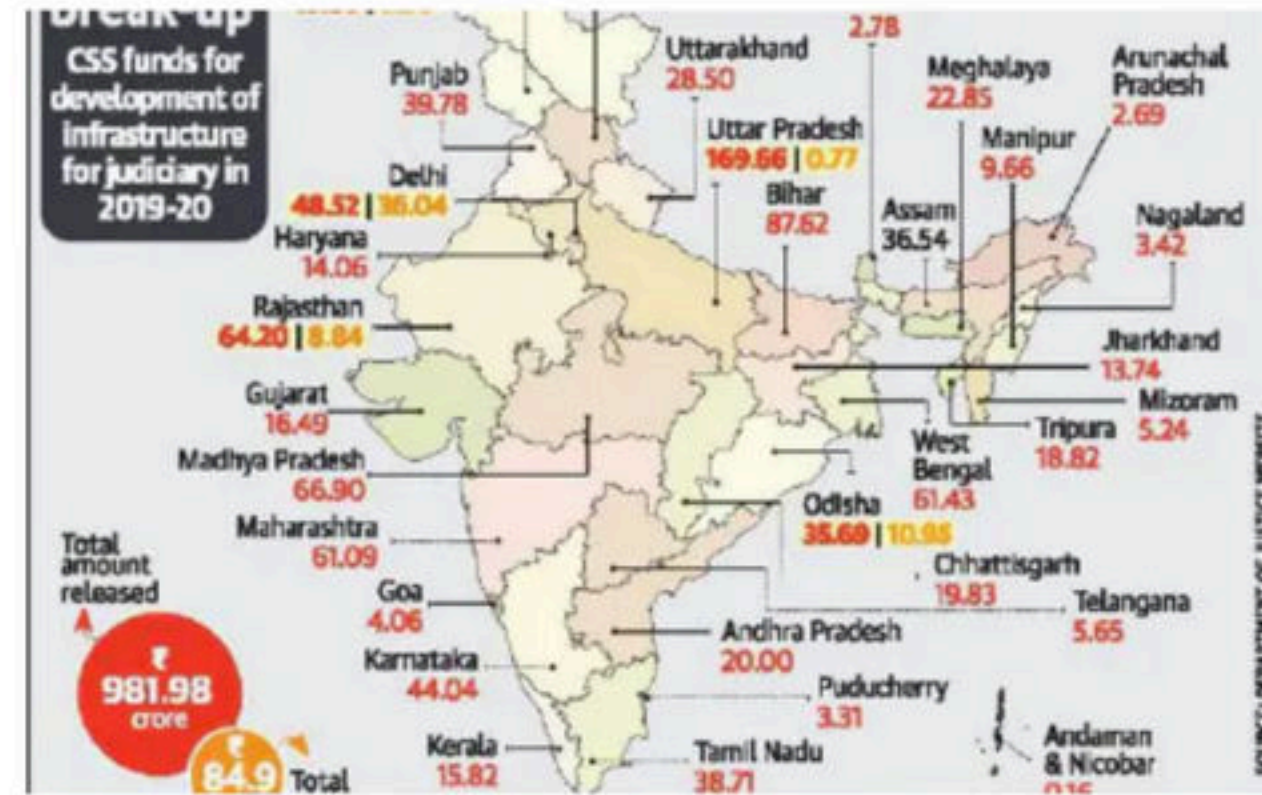 Break-up
CSS funds for
development of
infrastructure
for judiciary in
2019-20
2.78
Uttarakhand
28.50
Punjab
39.78
Meghalaya
22.85
Arunachal
Pradesh
2.69
Uttar Pradesh
169.66 | 0.77
Manipur
9.66
Delhi
48.52 | 36.04
Bihar
87.62
Assam
36.54
Nagaland
3.42
Haryana
14.06
Rajasthan
64.20 | 8.84
Jharkhand
13.74
Gujarat
16.49
Mizoram
5.24
Tripura
18.82
West
Bengal
61.43
Madhya Pradesh
66.90
Odisha
35.69 | 10.95
Maharashtra
61.09
Total
amount
released
Chhattisgarh
19.83
Goa
4.06
Telangana
5.65
Andhra Pradesh
20.00
Karnataka
44.04
₹
981.98
crore
Puducherry
3.31
Kerala
15.82
Tamil Nadu
38.71
Andaman
& Nicobar
0.16
₹
84.9
Total